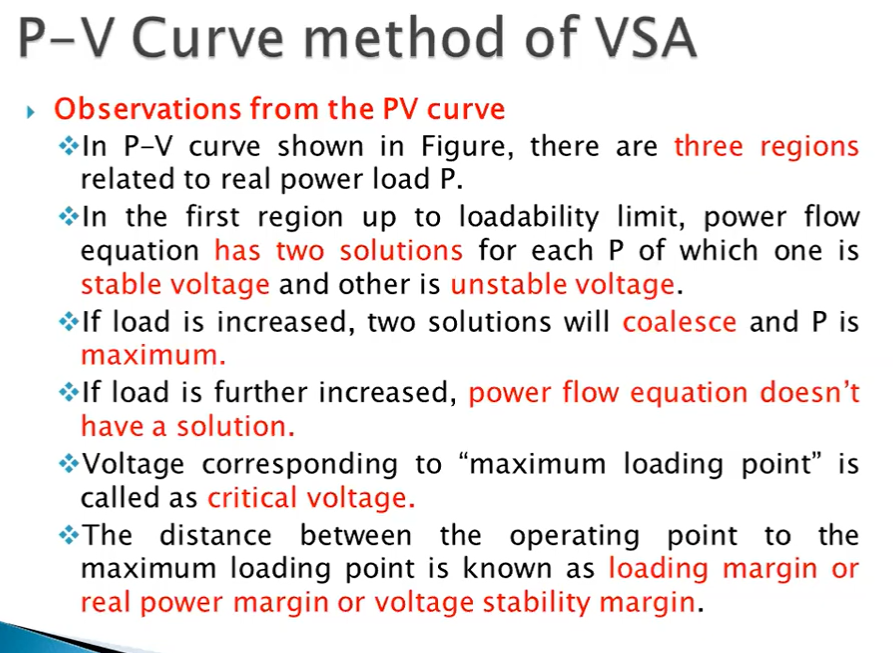 P-V Curve method of VSA
Observations from the PV curve
In P-V curve shown in Figure, there are three regions
related to real power load P.
In the first region up to loadability limit, power flow
equation has two solutions for each P of which one is
stable voltage and other is unstable voltage.
If load is increased, two solutions will coalesce and P is
maximum.
If load is further increased, power flow equation doesn't
have a solution.
Voltage corresponding to “maximum loading point” is
called as critical voltage.
The distance between the operating point to the
maximum loading point is known as loading margin or
real power margin or voltage stability margin.